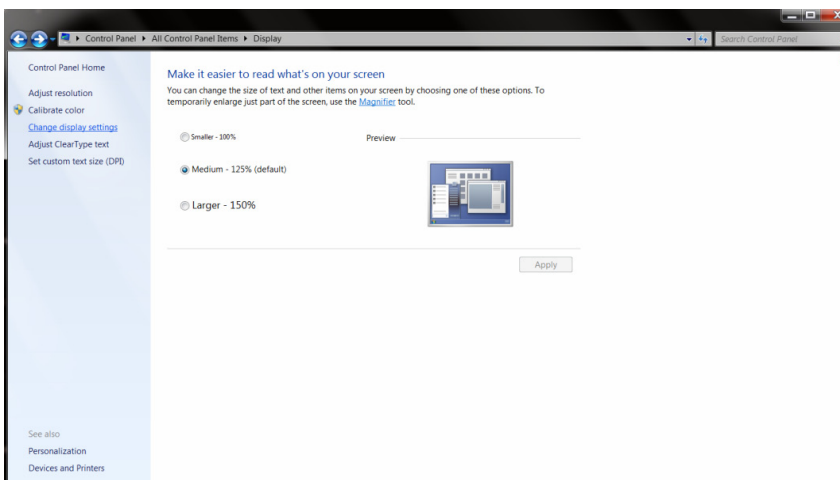 Control Panel ▸ All Control Panel Items ▸ Display
Search Control Panel
Control Panel Home
Adjust resolution
Calibrate color
Change display settings
Adjust ClearType text
Set custom text size (DPI)
Make it easier to read what's on your screen
You can change the size of text and other items on your screen by choosing one of these options. To
temporarily enlarge just part of the screen, use the Magnifier tool.
Smaller - 100%
Preview
Medium - 125% (default)
Larger - 150%
Apply
See also
Personalization
Devices and Printers